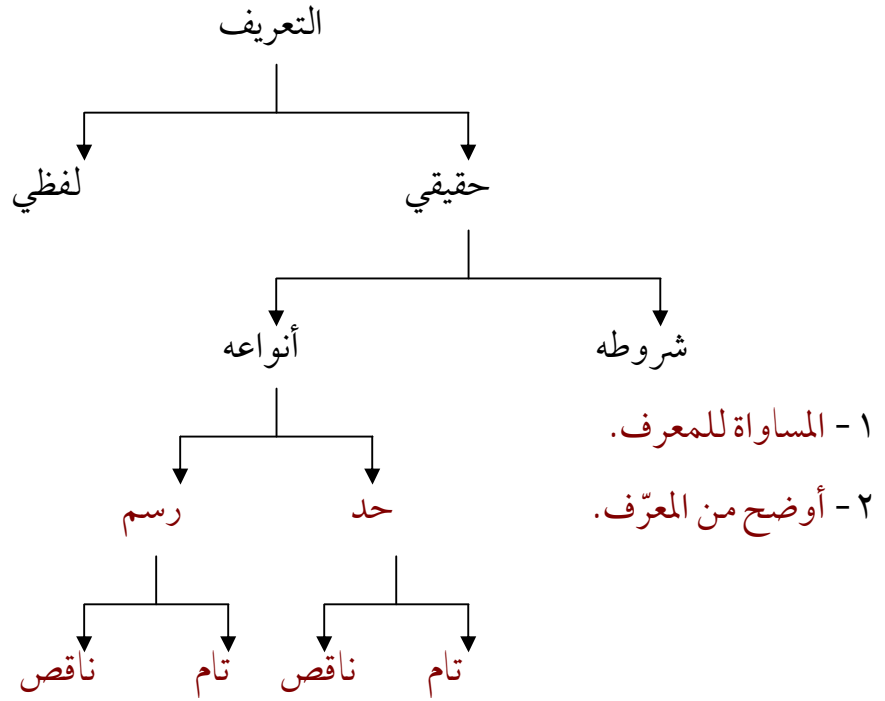 التعريف
حقيقي لفظي
شروطه أنواعه
١ - المساواة للمعرف.
٢ - أوضح من المعرّف.
حد رسم
تام ناقص تام ناقص